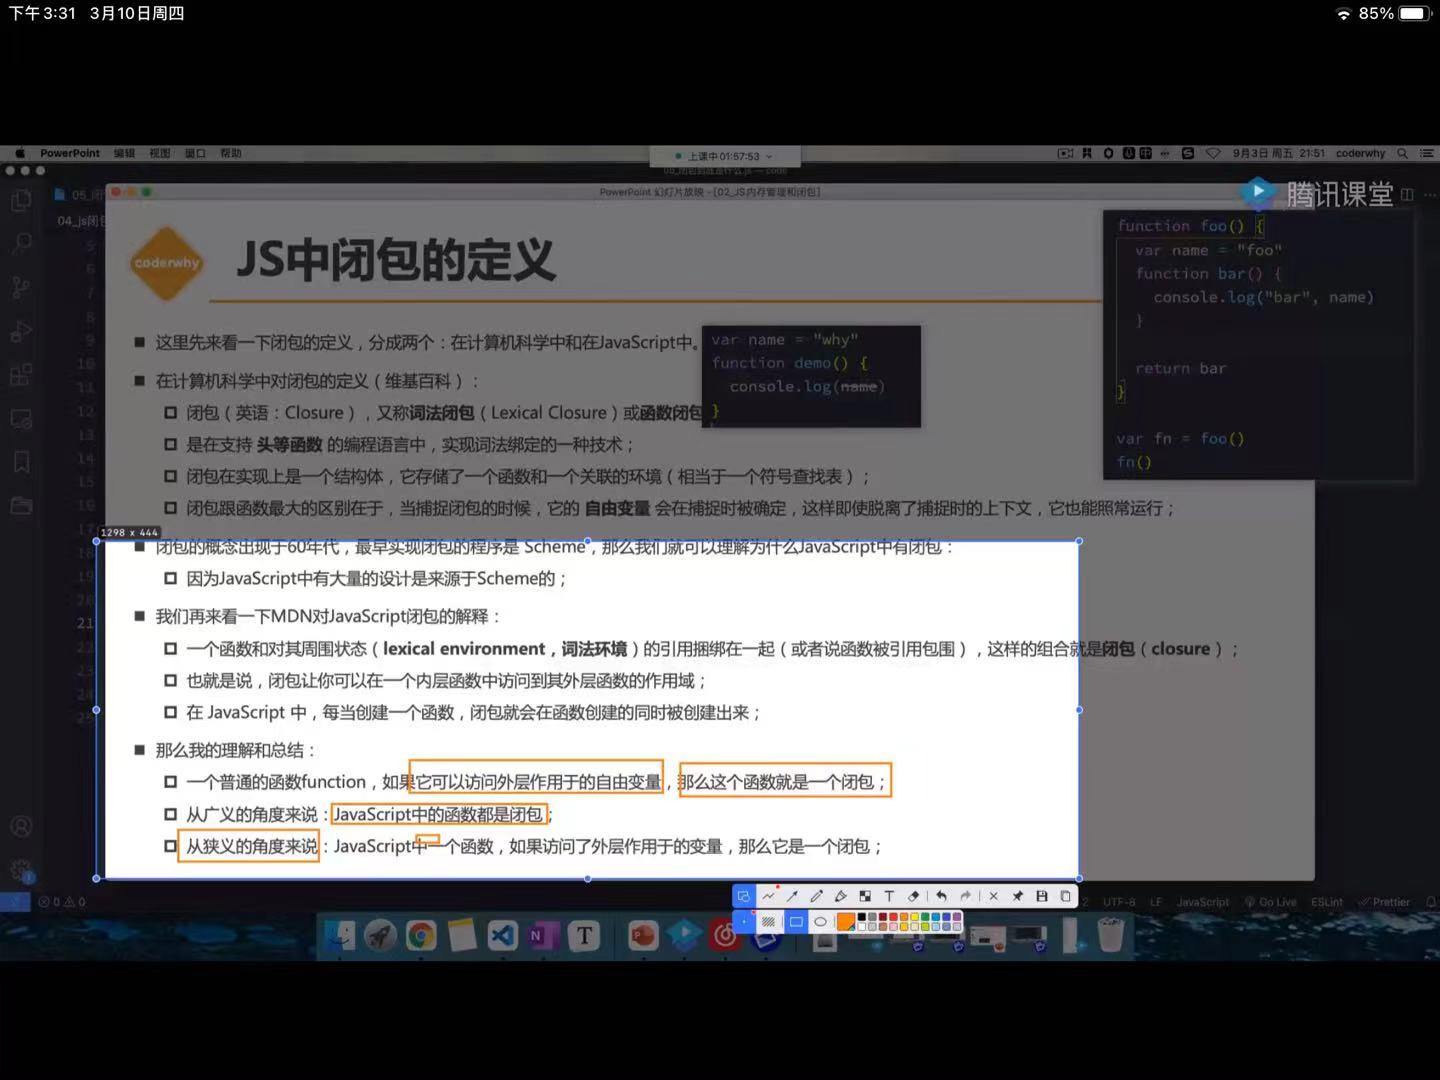 下午3:31 3月10日周四
85%
PowerPoint 编辑 视图 窗口 帮助
上课中 01:57:53
9月3日 周五 21:51 coderwhy
05_闭包到底是什么.js — code
PowerPoint 幻灯片放映 - [02_JS内存管理和闭包]
腾讯课堂
04_js闭包
coderwhy
JS中闭包的定义
function foo() {
var name = "foo"
function bar() {
console.log("bar", name)
}
return bar
}
var fn = foo()
fn()
这里先来看一下闭包的定义，分成两个：在计算机科学中和在JavaScript中。
var name = "why"
function demo() {
console.log(name)
}
在计算机科学中对闭包的定义（维基百科）：
闭包（英语：Closure），又称词法闭包（Lexical Closure）或函数闭包
是在支持 头等函数 的编程语言中，实现词法绑定的一种技术；
闭包在实现上是一个结构体，它存储了一个函数和一个关联的环境（相当于一个符号查找表）；
闭包跟函数最大的区别在于，当捕捉闭包的时候，它的 自由变量 会在捕捉时被确定，这样即使脱离了捕捉时的上下文，它也能照常运行；
1298 x 444
闭包的概念出现于60年代，最早实现闭包的程序是 Scheme，那么我们就可以理解为什么JavaScript中有闭包：
因为JavaScript中有大量的设计是来源于Scheme的；
我们再来看一下MDN对JavaScript闭包的解释：
一个函数和对其周围状态（lexical environment，词法环境）的引用捆绑在一起（或者说函数被引用包围），这样的组合就是闭包（closure）；
也就是说，闭包让你可以在一个内层函数中访问到其外层函数的作用域；
在 JavaScript 中，每当创建一个函数，闭包就会在函数创建的同时被创建出来；
那么我的理解和总结：
一个普通的函数function，如果它可以访问外层作用于的自由变量，那么这个函数就是一个闭包；
从广义的角度来说：JavaScript中的函数都是闭包；
从狭义的角度来说：JavaScript中一个函数，如果访问了外层作用于的变量，那么它是一个闭包；
0 0
2 UTF-8 LF JavaScript Go Live ESLint Prettier